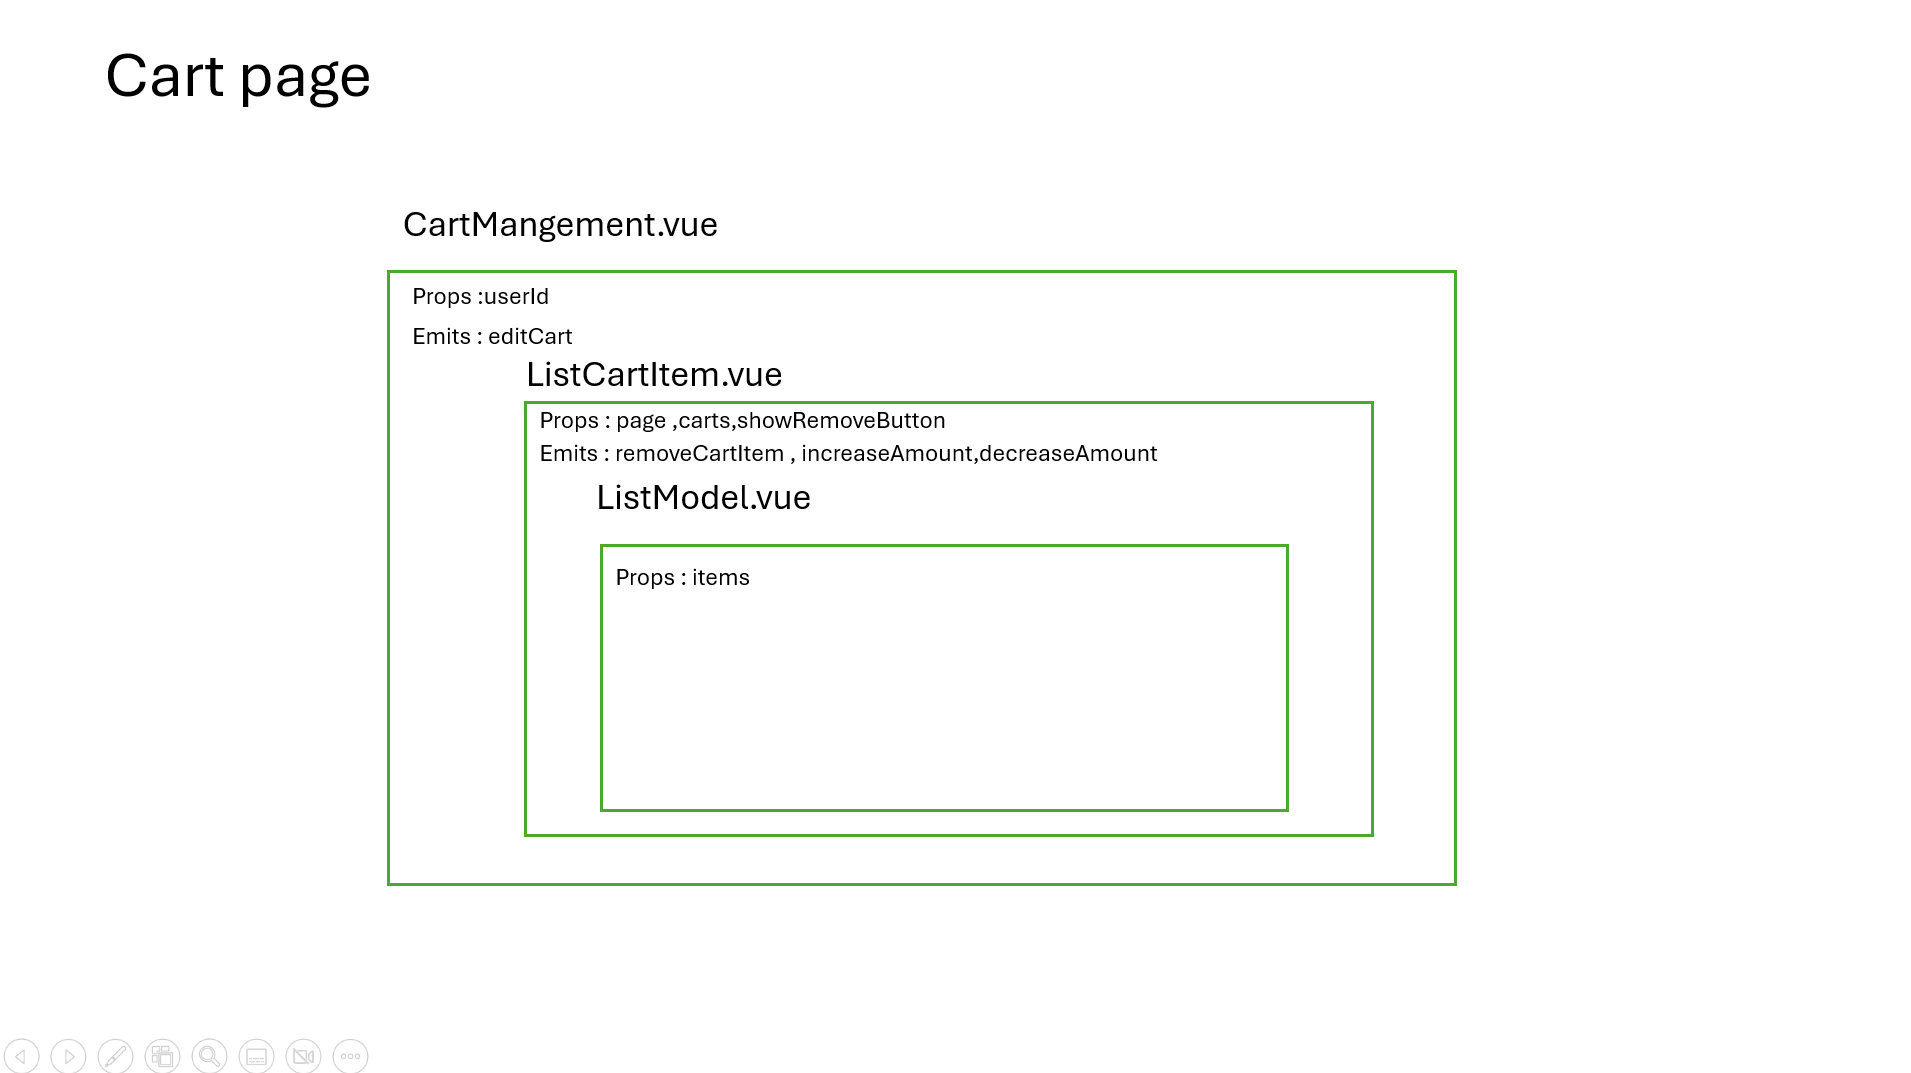 Cart page
CartMangement.vue
Props :userId
Emits : editCart
ListCartItem.vue
Props : page ,carts,showRemoveButton
Emits : removeCartItem , increaseAmount,decreaseAmount
ListModel.vue
Props : items